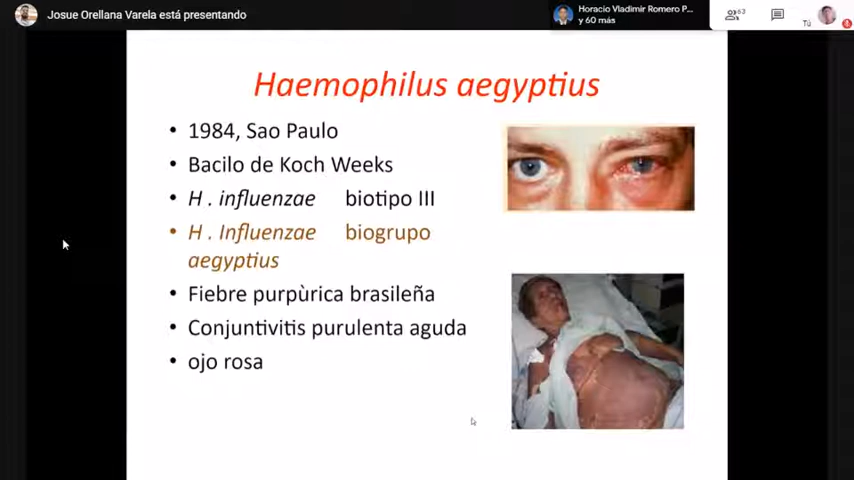 Josue Orellana Varela está presentando
Horacio Vladimir Romero P...
y 60 más
63
Tú
Haemophilus aegyptius
• 1984, Sao Paulo
• Bacilo de Koch Weeks
• H . influenzae biotipo III
• H . Influenzae biogrupo
aegyptius
• Fiebre purpùrica brasileña
• Conjuntivitis purulenta aguda
• ojo rosa